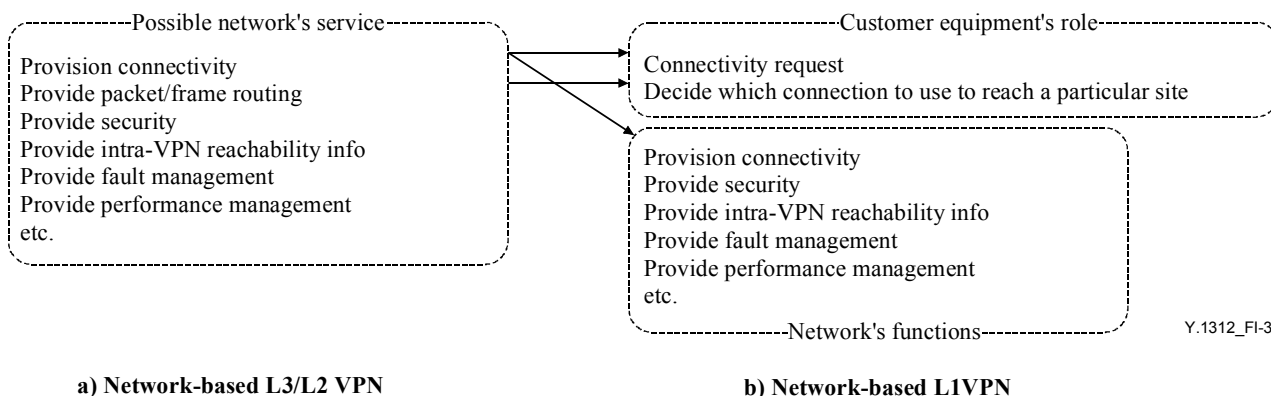 Possible network's service
Provision connectivity
Provide packet/frame routing
Provide security
Provide intra-VPN reachability info
Provide fault management
Provide performance management
etc.
Customer equipment's role
Connectivity request
Decide which connection to use to reach a particular site
Provision connectivity
Provide security
Provide intra-VPN reachability info
Provide fault management
Provide performance management
etc.
Network's functions
Y.1312_FI-3
a) Network-based L3/L2 VPN
b) Network-based L1VPN